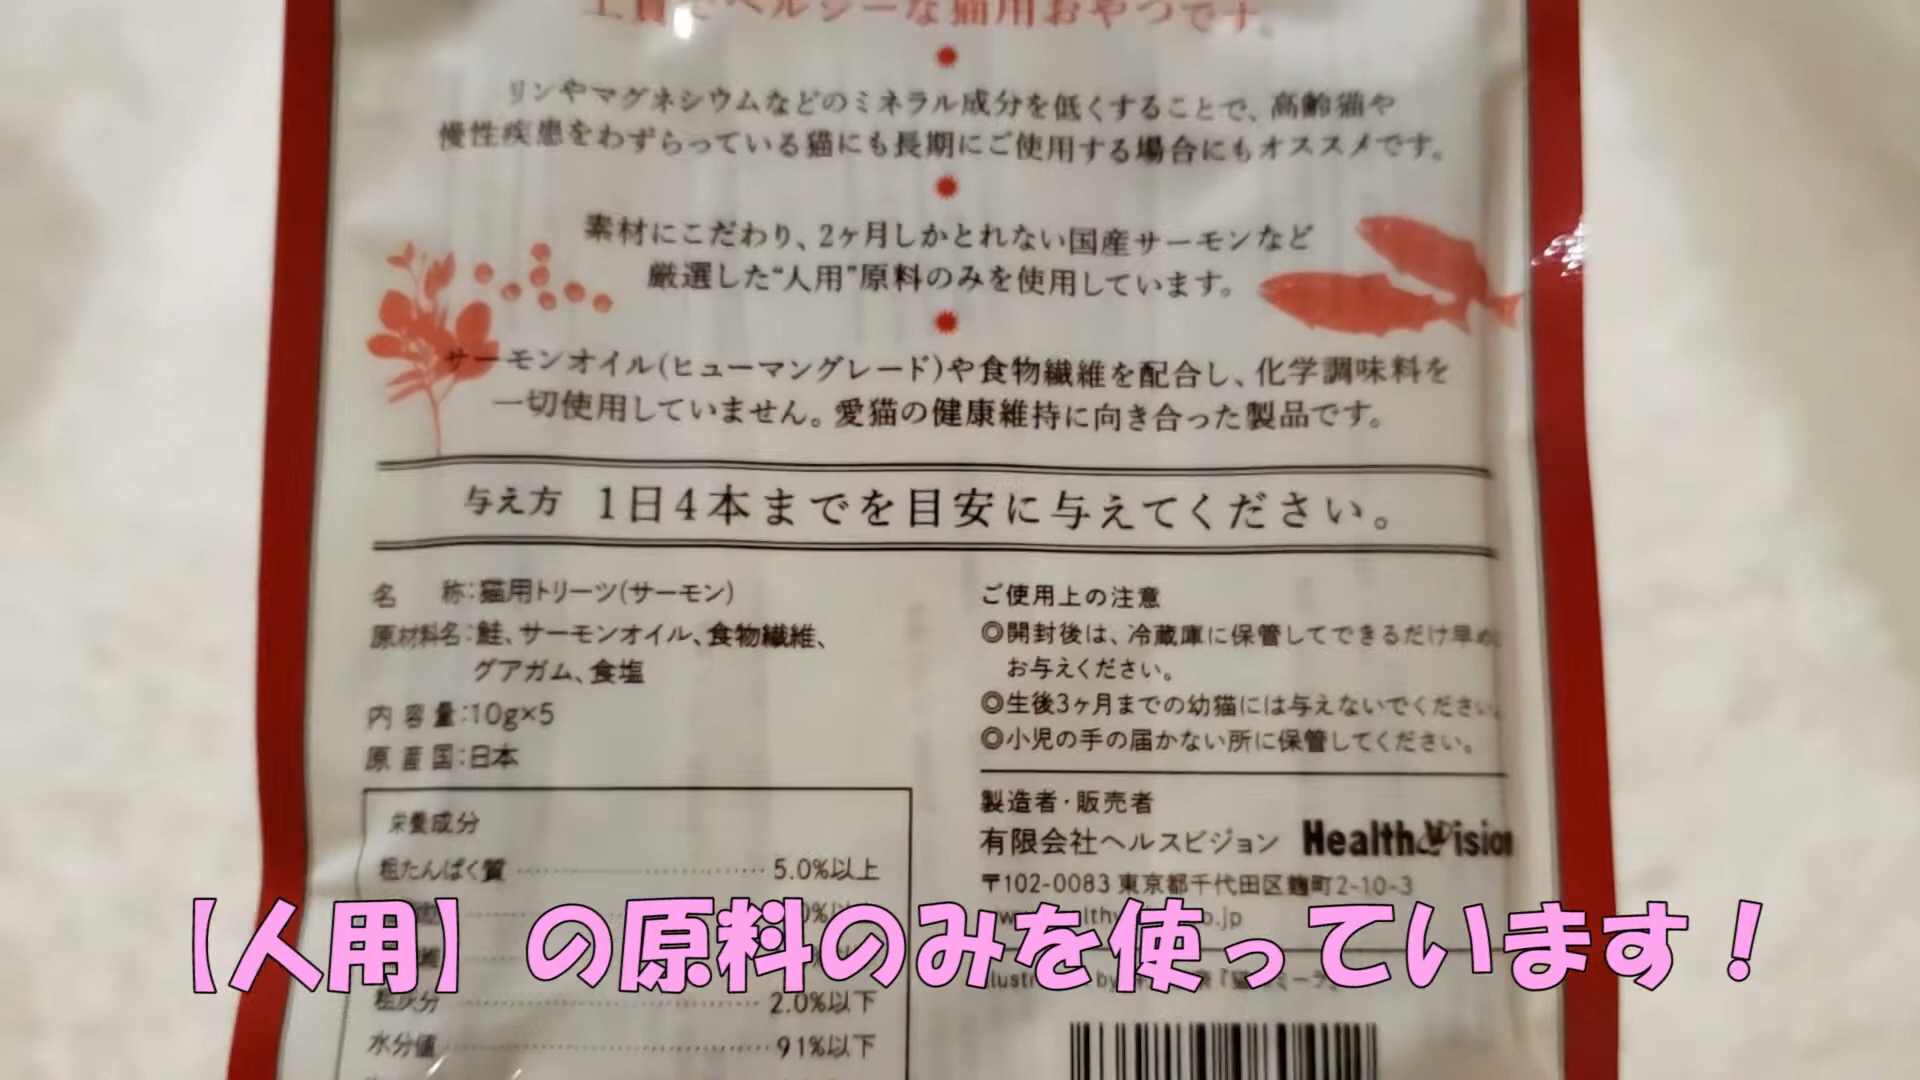 でヘルシーな猫用おやつです。
リンやマグネシウムなどのミネラル成分を低くすることで、高齢猫や
慢性疾患をわずらっている猫にも長期にご使用する場合にもオススメです。
素材にこだわり、2ヶ月しかとれない国産サーモンなど
厳選した“人用”原料のみを使用しています。
サーモンオイル(ヒューマングレード)や食物繊維を配合し、化学調味料を
一切使用していません。愛猫の健康維持に向き合った製品です。
与え方 1日4本までを目安に与えてください。
名 称:猫用トリーツ(サーモン)
原材料名:鮭、サーモンオイル、食物繊維、
グアガム、食塩
内容量:10g×5
原産国:日本
栄養成分
粗たんぱく質 5.0%以上
粗灰分 2.0%以下
水分値 91%以下
ご使用上の注意
◎開封後は、冷蔵庫に保管してできるだけ早め
お与えください。
◎生後3ヶ月までの幼猫には与えないでください。
◎小児の手の届かない所に保管してください。
製造者・販売者
有限会社ヘルスビジョン HealthVision
〒102-0083 東京都千代田区麹町2-10-3
【人用】の原料のみを使っています!